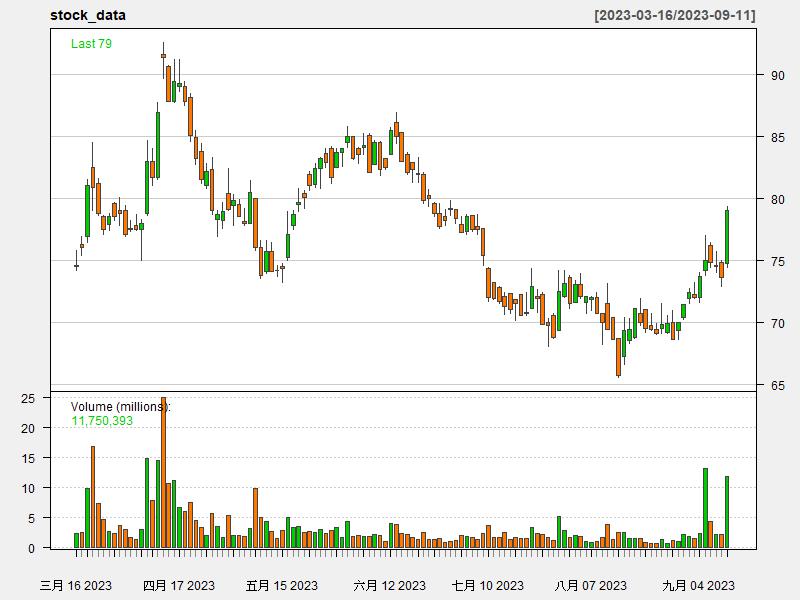 stock_data
[2023-03-16/2023-09-11]
Last 79
90
85
80
75
70
65
Volume (millions):
11,750,393
25
20
15
10
5
0
三月 16 2023
四月 17 2023
五月 15 2023
六月 12 2023
七月 10 2023
八月 07 2023
九月 04 2023